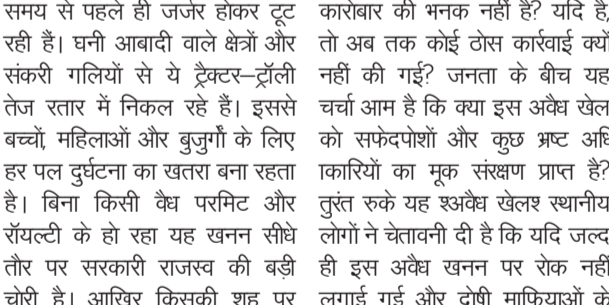 समय से पहले ही जर्जर होकर टूट
रही हैं। घनी आबादी वाले क्षेत्रों और
संकरी गलियों से ये ट्रैक्टर–ट्रॉली
तेज रतार में निकल रहे हैं। इससे
बच्चों, महिलाओं और बुजुर्गों के लिए
हर पल दुर्घटना का खतरा बना रहता
है। बिना किसी वैध परमिट और
रॉयल्टी के हो रहा यह खनन सीधे
तौर पर सरकारी राजस्व की बड़ी
चोरी है। आखिर किसकी शह पर
कारोबार की भनक नहीं है? यदि है,
तो अब तक कोई ठोस कार्रवाई क्यों
नहीं की गई? जनता के बीच यह
चर्चा आम है कि क्या इस अवैध खेल
को सफेदपोशों और कुछ भ्रष्ट अधि
ाकारियों का मूक संरक्षण प्राप्त है?
तुरंत रुके यह श्अवैध खेलश स्थानीय
लोगों ने चेतावनी दी है कि यदि जल्द
ही इस अवैध खनन पर रोक नहीं
लगाई गई और दोषी माफियाओं के